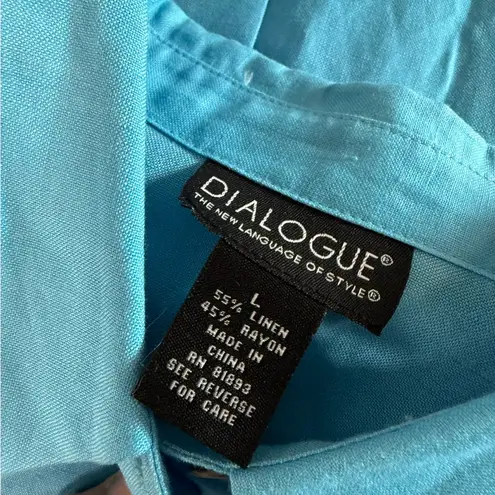 DIALOGUE®
THE NEW LANGUAGE OF STYLE®
L
55% LINEN
45% RAYON
MADE IN
CHINA
RN 81893
SEE REVERSE
FOR CARE